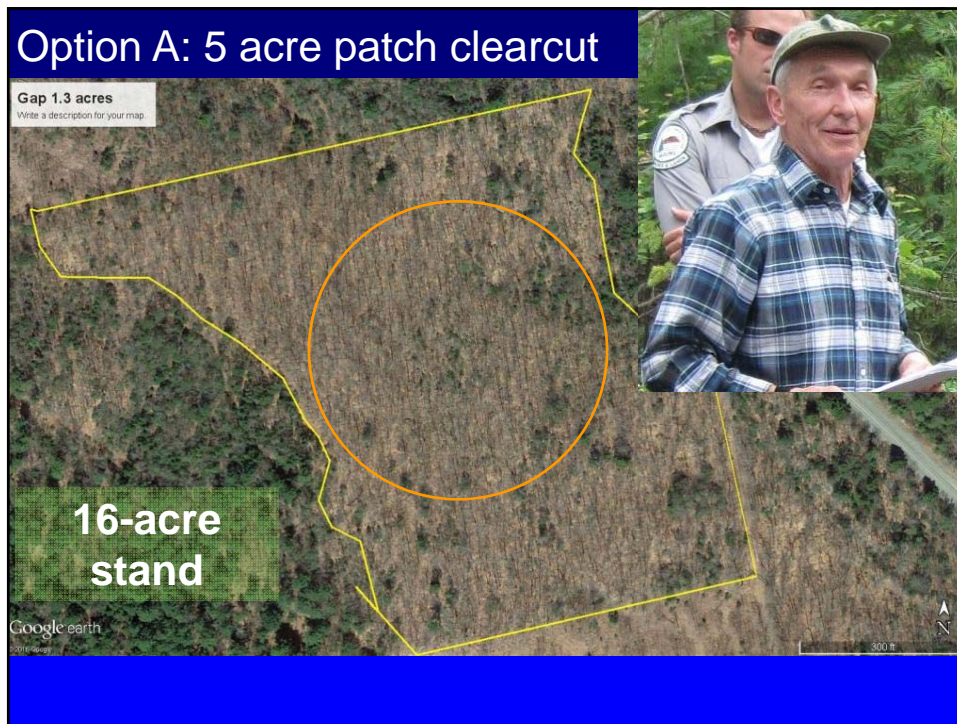 Option A: 5 acre patch clearcut
Gap 1.3 acres
Write a description for your map.
16-acre
stand
Google earth
N
300 ft